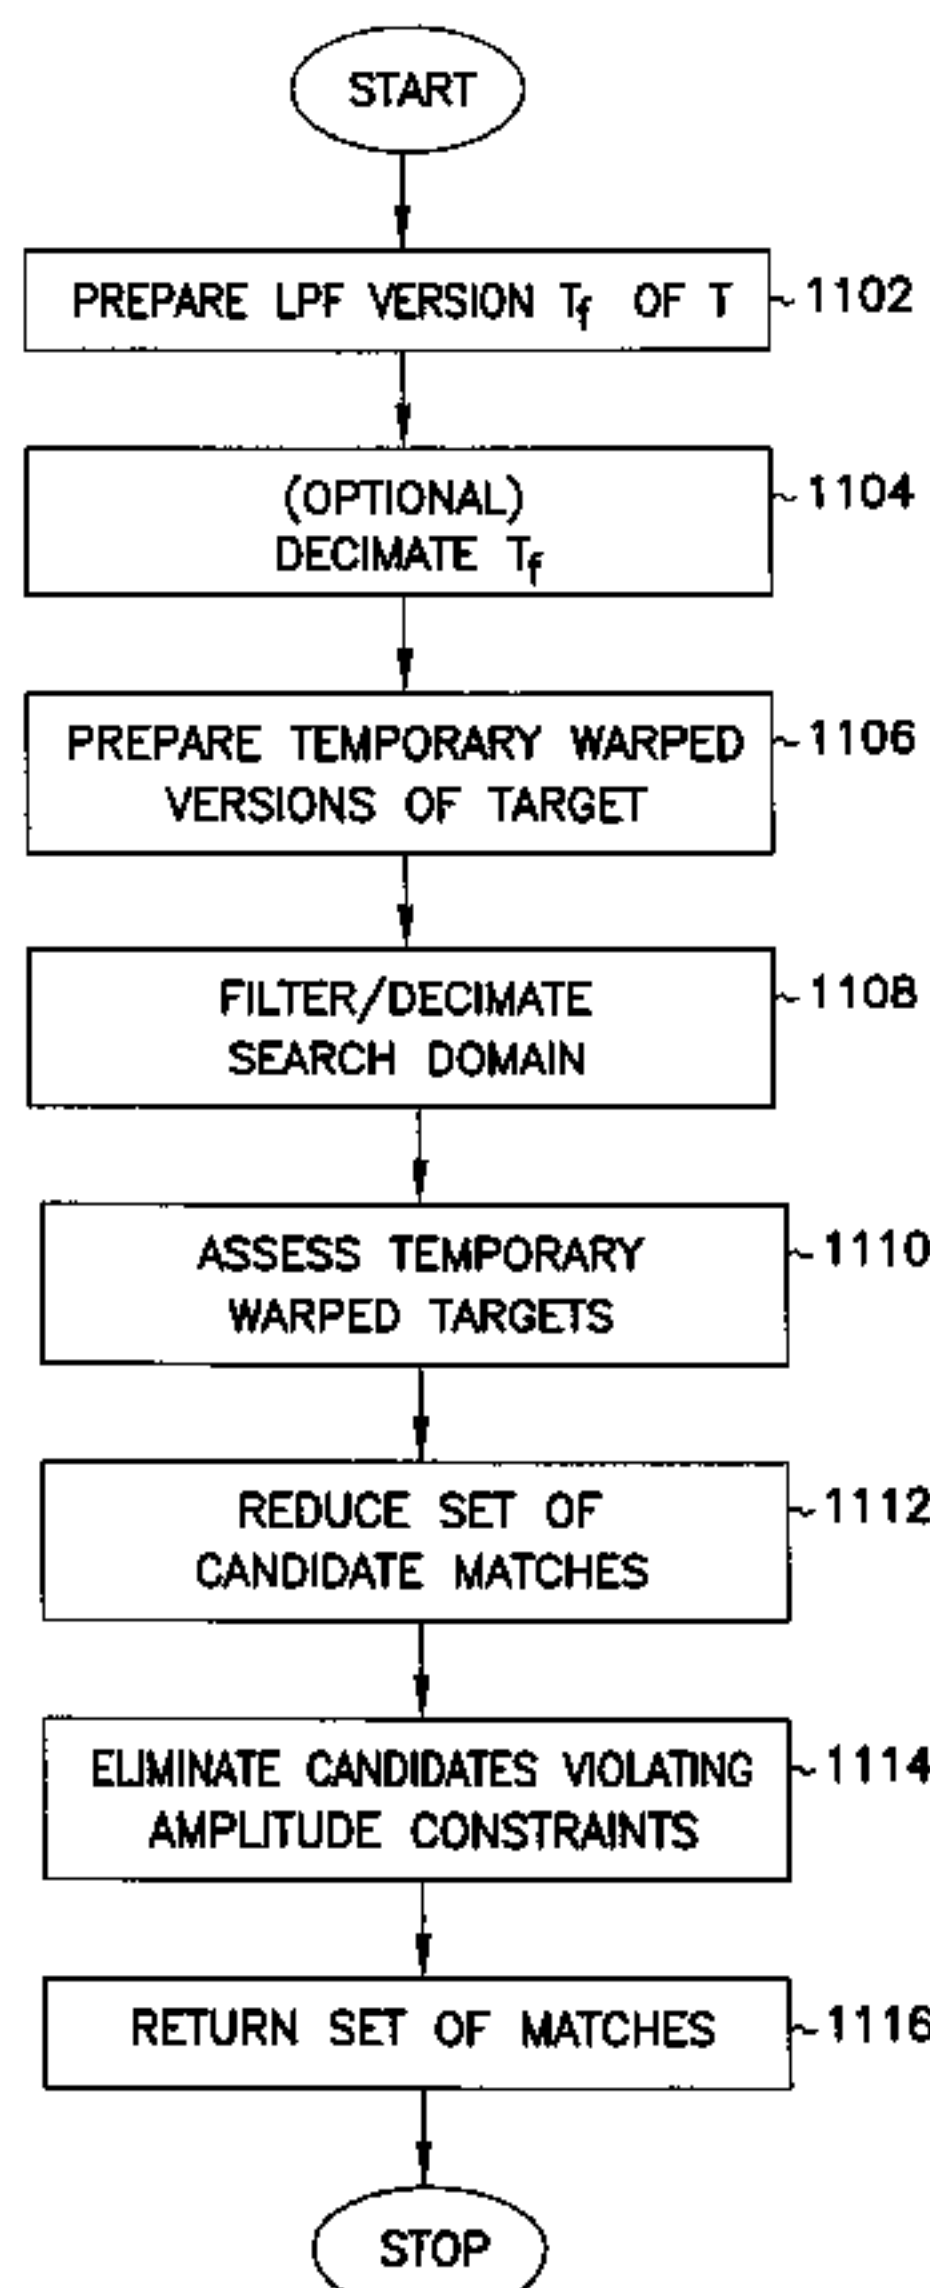 START
PREPARE LPF VERSION Tf OF T
1102
(OPTIONAL)
DECIMATE Tf
1104
PREPARE TEMPORARY WARPED
VERSIONS OF TARGET
1106
FILTER/DECIMATE
SEARCH DOMAIN
1108
ASSESS TEMPORARY
WARPED TARGETS
1110
REDUCE SET OF
CANDIDATE MATCHES
1112
ELIMINATE CANDIDATES VIOLATING
AMPLITUDE CONSTRAINTS
1114
RETURN SET OF MATCHES
1116
STOP